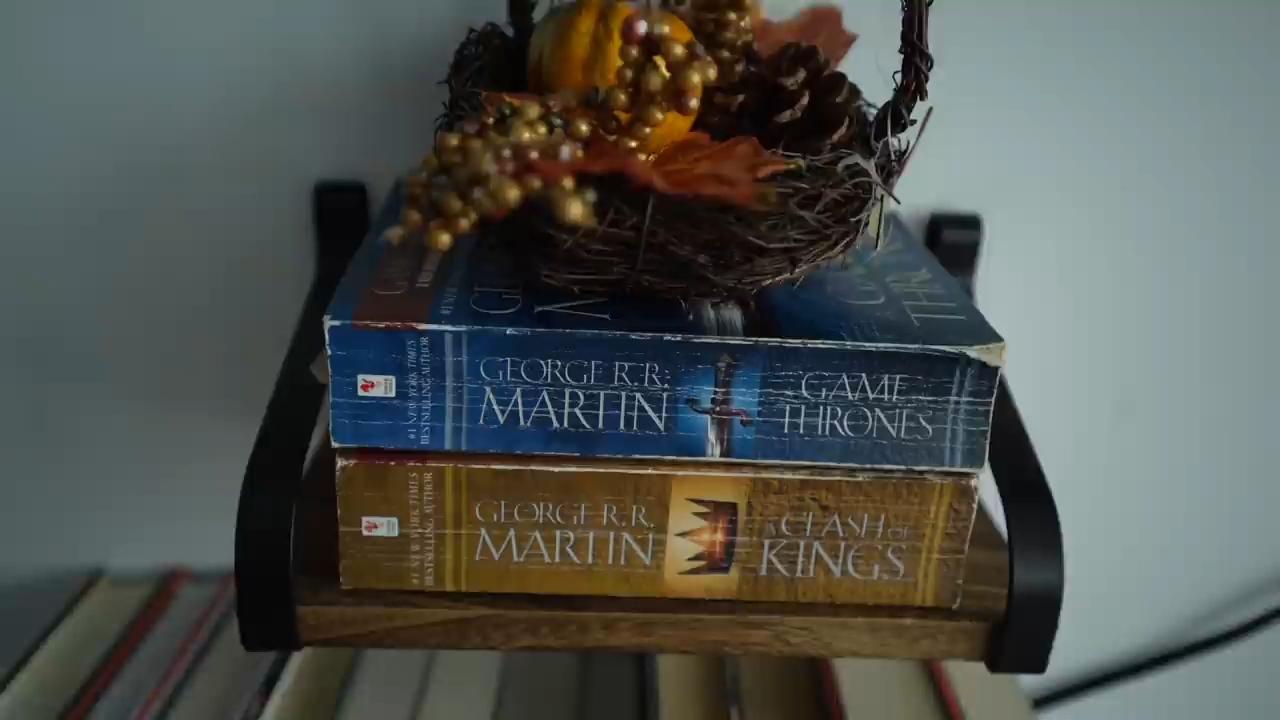 #1 NEW YORK TIMES
BESTSELLING AUTHOR
GEORGE R. R.
MARTIN
A GAME OF
THRONES
#1 NEW YORK TIMES
BESTSELLING AUTHOR
GEORGE R. R.
MARTIN
A CLASH OF
KINGS